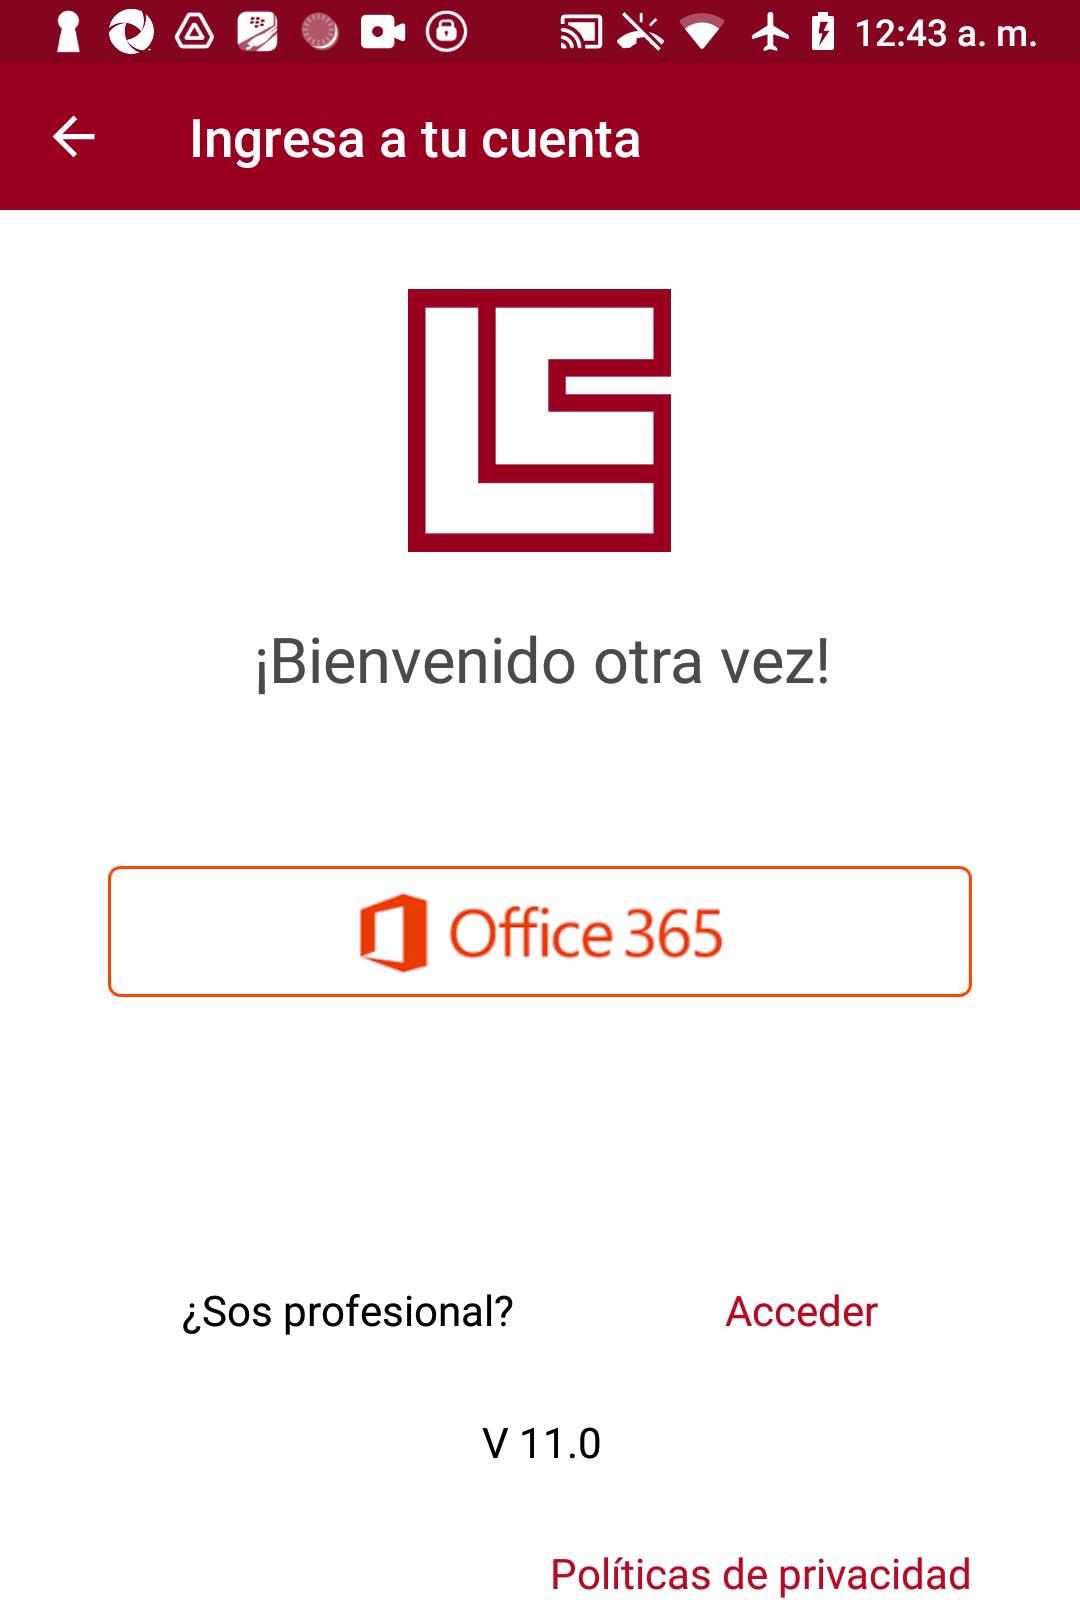 12:43 a. m.
Ingresa a tu cuenta
¡Bienvenido otra vez!
Office 365
¿Sos profesional? Acceder
V 11.0
Políticas de privacidad